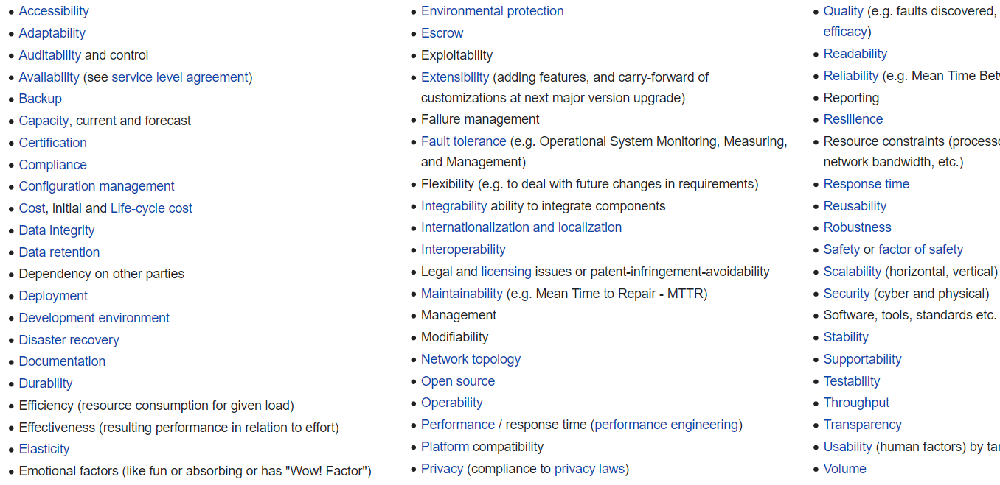 Accessibility
Adaptability
Auditability and control
Availability (see service level agreement)
Backup
Capacity, current and forecast
Certification
Compliance
Configuration management
Cost, initial and Life-cycle cost
Data integrity
Data retention
Dependency on other parties
Deployment
Development environment
Disaster recovery
Documentation
Durability
Efficiency (resource consumption for given load)
Effectiveness (resulting performance in relation to effort)
Elasticity
Emotional factors (like fun or absorbing or has "Wow! Factor")
Environmental protection
Escrow
Exploitability
Extensibility (adding features, and carry-forward of
customizations at next major version upgrade)
Failure management
Fault tolerance (e.g. Operational System Monitoring, Measuring,
and Management)
Flexibility (e.g. to deal with future changes in requirements)
Integrability ability to integrate components
Internationalization and localization
Interoperability
Legal and licensing issues or patent-infringement-avoidability
Maintainability (e.g. Mean Time to Repair - MTTR)
Management
Modifiability
Network topology
Open source
Operability
Performance / response time (performance engineering)
Platform compatibility
Privacy (compliance to privacy laws)
Quality (e.g. faults discovered,
efficacy)
Readability
Reliability (e.g. Mean Time
Reporting
Resilience
Resource constraints
network bandwidth, etc.)
Response time
Reusability
Robustness
Safety or factor of safety
Scalability (horizontal, vertical)
Security (cyber and physical)
Software, tools, standards etc.
Stability
Supportability
Testability
Throughput
Transparency
Usability (human factors) by
Volume